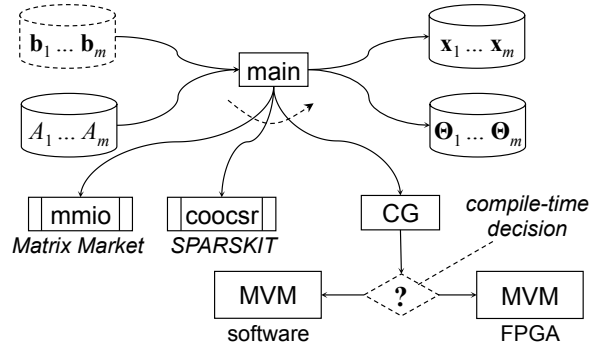 b₁ ... bₘ
x₁ ... xₘ
main
A₁ ... Aₘ
Θ₁ ... Θₘ
mmio
coocsr
CG
compile-time
decision
Matrix Market
SPARSKIT
MVM
?
MVM
software
FPGA